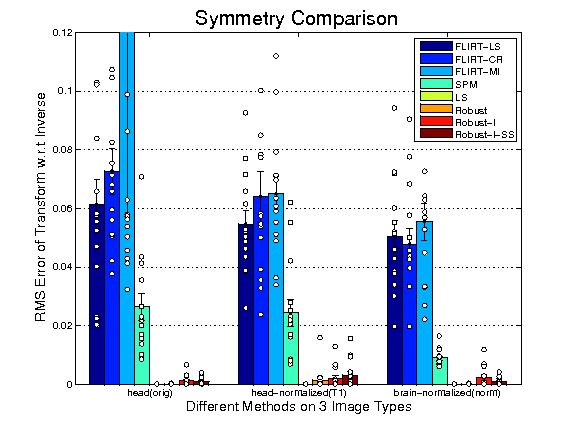 Symmetry Comparison
0.12
0.1
0.08
0.06
0.04
0.02
0
RMS Error of Transform w.r.t Inverse
FLIRT-LS
FLIRT-CR
FLIRT-MI
SPM
LS
Robust
Robust-I
Robust-I-SS
head(orig)
head-normalized(T1)
brain-normalized(norm)
Different Methods on 3 Image Types